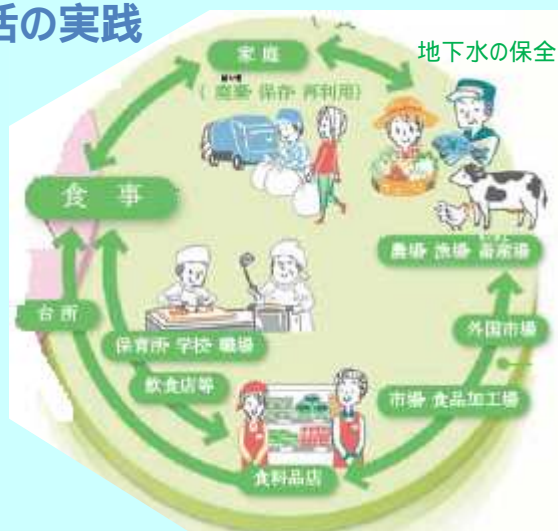 活の実践
地下水の保全
家庭
(廃棄・保存・再利用)
食事
農場・漁場・畜産場
台所
保育所・学校・職場
外国市場
飲食店等
市場・食品加工場
食料品店